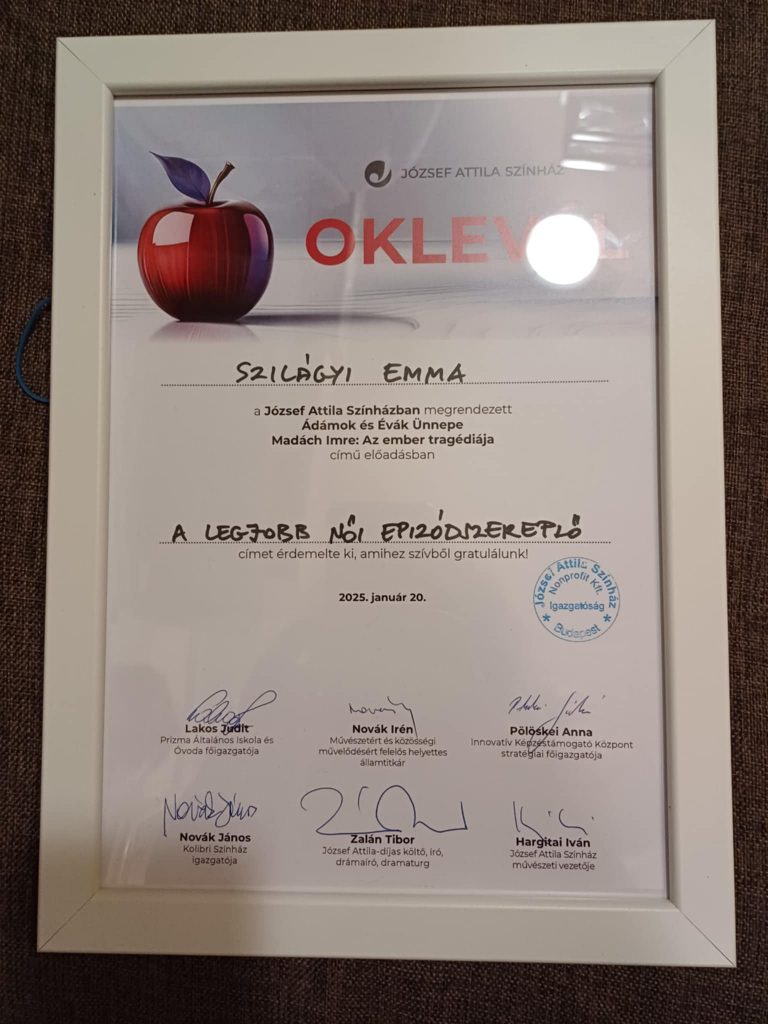 JÓZSEF ATTILA SZÍNHÁZ
OKLEVÉL
SZILÁGYI EMMA
a József Attila Színházban megrendezett
Ádámok és Évák Ünnepe
Madách Imre: Az ember tragédiája
című előadásban
A LEGJOBB NŐI EPIZÓDSZEREPLŐ
címet érdemelte ki, amihez szívből gratulálunk!
2025. január 20.
József Attila Színház
Nonprofit Kft.
Igazgatóság
* Budapest *
Lakos Judit
Prizma Általános Iskola és
Óvoda főigazgatója
Novák Irén
Művészetért és közösségi
művelődésért felelős helyettes
államtitkár
Pölöskei Anna
Innovatív Képzéstámogató Központ
stratégiai főigazgatója
Novák János
Novák János
Kolibri Színház
igazgatója
Zalán Tibor
József Attila-díjas költő, író,
drámaíró, dramaturg
Hargitai Iván
József Attila Színház
művészeti vezetője